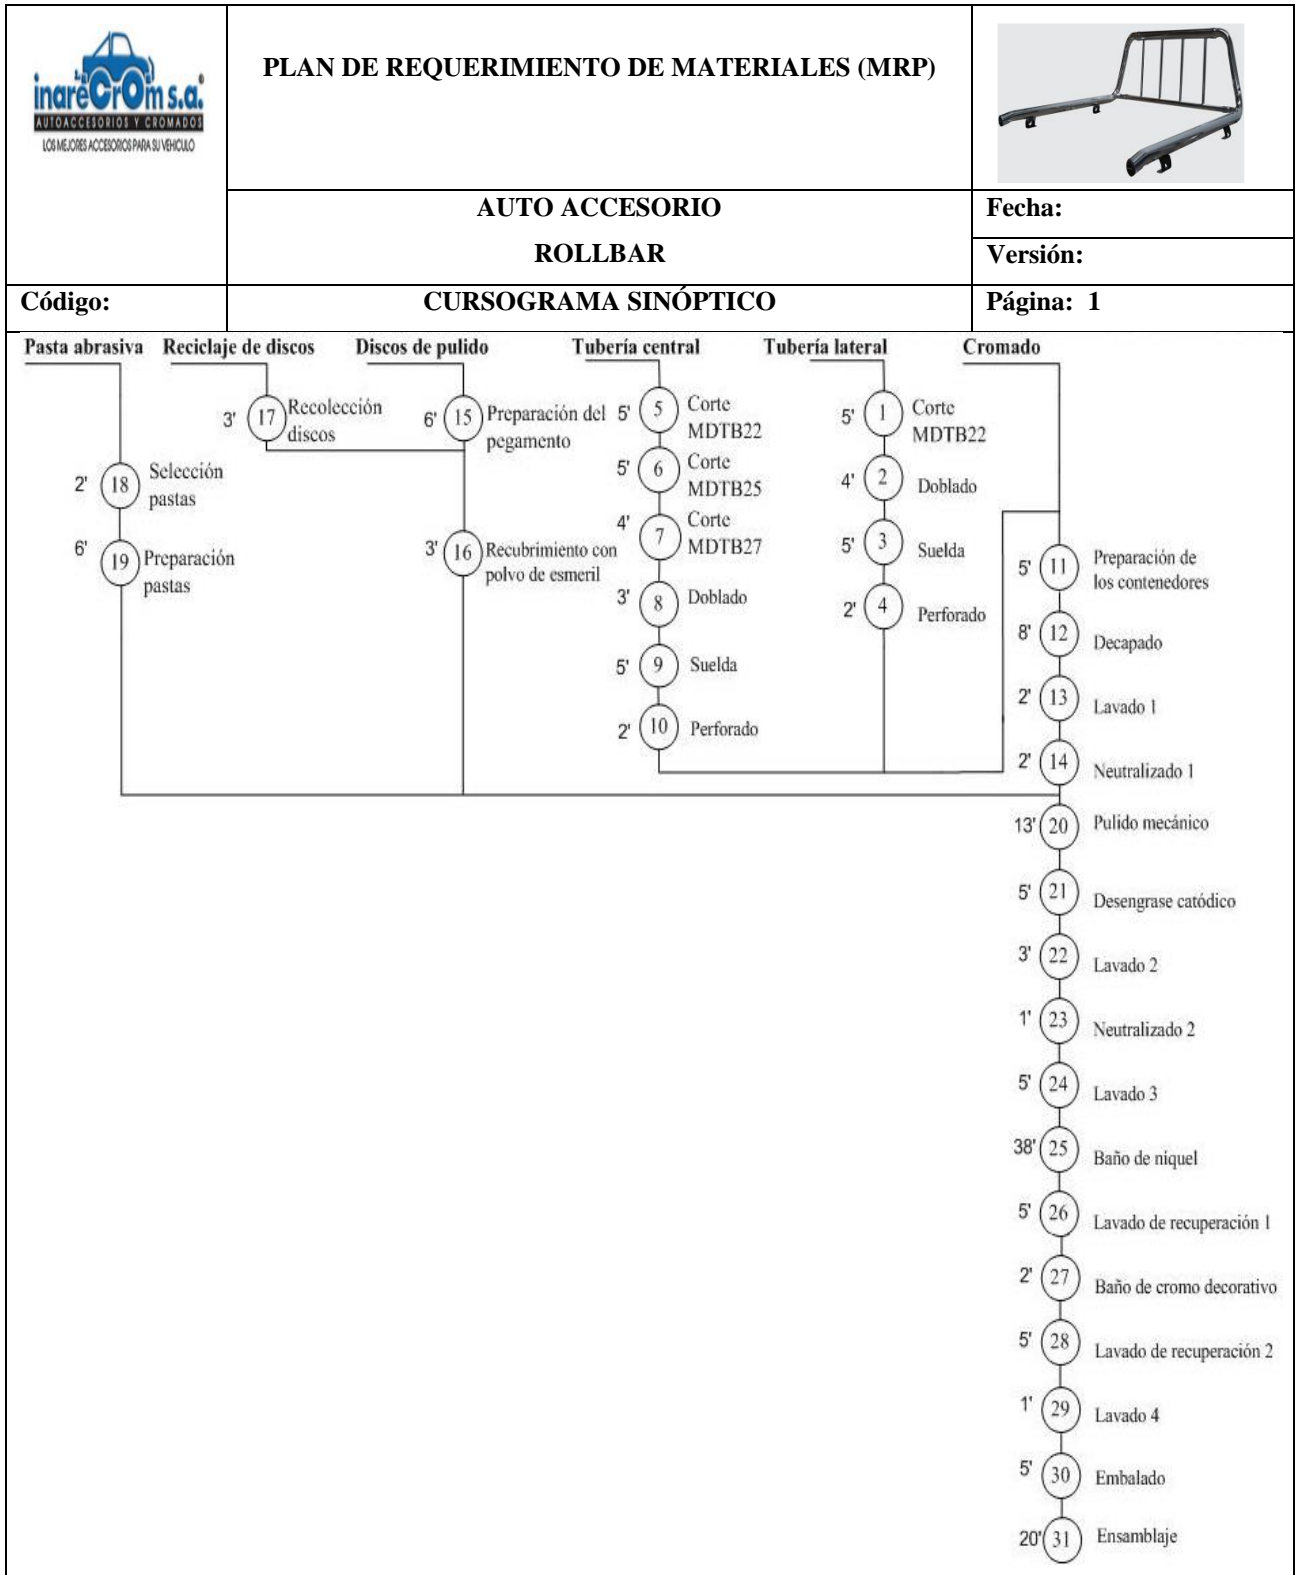 inareCrom s.a.®
AUTOACCESORIOS Y CROMADOS
LOS MEJORES ACCESORIOS PARA SU VEHICULO
PLAN DE REQUERIMIENTO DE MATERIALES (MRP)
AUTO ACCESORIO
ROLLBAR
Fecha:
Versión:
Código:
CURSOGRAMA SINÓPTICO
Página: 1
Pasta abrasiva
Reciclaje de discos
Discos de pulido
Tubería central
Tubería lateral
Cromado
2' 18 Selección
pastas
6' 19 Preparación
pastas
3' 17 Recolección
discos
6' 15 Preparación del
pegamento
3' 16 Recubrimiento con
polvo de esmeril
5' 5 Corte
MDTB22
5' 6 Corte
MDTB25
4' 7 Corte
MDTB27
3' 8 Doblado
5' 9 Suelda
2' 10 Perforado
5' 1 Corte
MDTB22
4' 2 Doblado
5' 3 Suelda
2' 4 Perforado
5' 11 Preparación de
los contenedores
8' 12 Decapado
2' 13 Lavado 1
2' 14 Neutralizado 1
13' 20 Pulido mecánico
5' 21 Desengrase catódico
3' 22 Lavado 2
1' 23 Neutralizado 2
5' 24 Lavado 3
38' 25 Baño de niquel
5' 26 Lavado de recuperación 1
2' 27 Baño de cromo decorativo
5' 28 Lavado de recuperación 2
1' 29 Lavado 4
5' 30 Embalado
20' 31 Ensamblaje